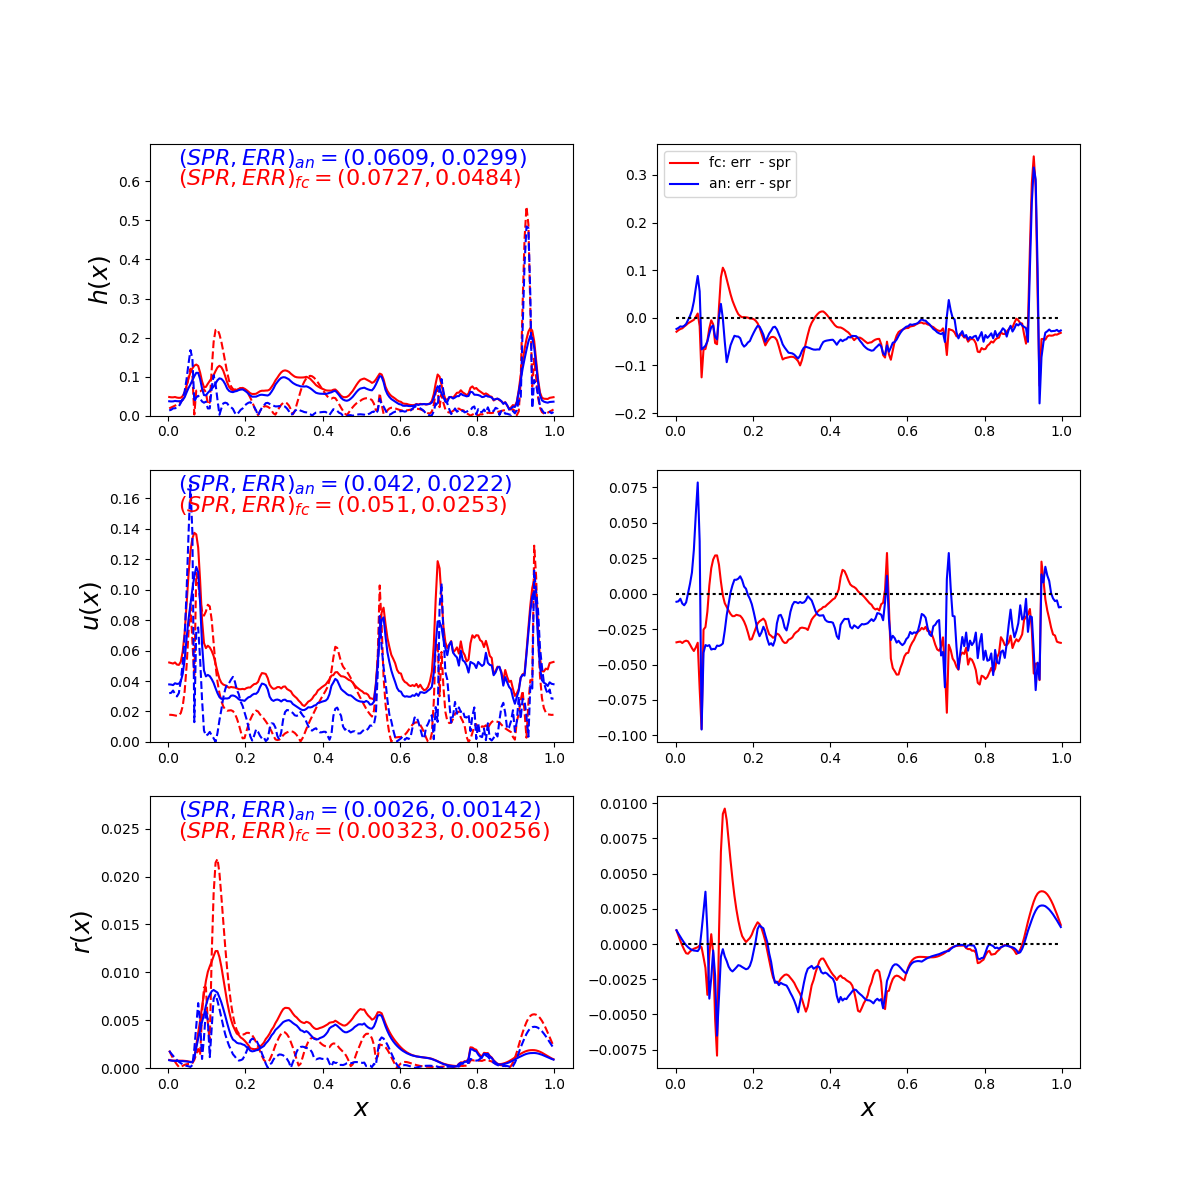 (SPR, ERR)an = (0.0609, 0.0299)
(SPR, ERR)fc = (0.0727, 0.0484)
h(x)
0.6
0.5
0.4
0.3
0.2
0.1
0.0
0.0 0.2 0.4 0.6 0.8 1.0
fc: err - spr
an: err - spr
0.3
0.2
0.1
0.0
−0.1
−0.2
0.0 0.2 0.4 0.6 0.8 1.0
(SPR, ERR)an = (0.042, 0.0222)
(SPR, ERR)fc = (0.051, 0.0253)
u(x)
0.16
0.14
0.12
0.10
0.08
0.06
0.04
0.02
0.00
0.0 0.2 0.4 0.6 0.8 1.0
0.075
0.050
0.025
0.000
−0.025
−0.050
−0.075
−0.100
0.0 0.2 0.4 0.6 0.8 1.0
(SPR, ERR)an = (0.0026, 0.00142)
(SPR, ERR)fc = (0.00323, 0.00256)
r(x)
0.025
0.020
0.015
0.010
0.005
0.000
0.0 0.2 0.4 0.6 0.8 1.0
x
0.0100
0.0075
0.0050
0.0025
0.0000
−0.0025
−0.0050
−0.0075
0.0 0.2 0.4 0.6 0.8 1.0
x